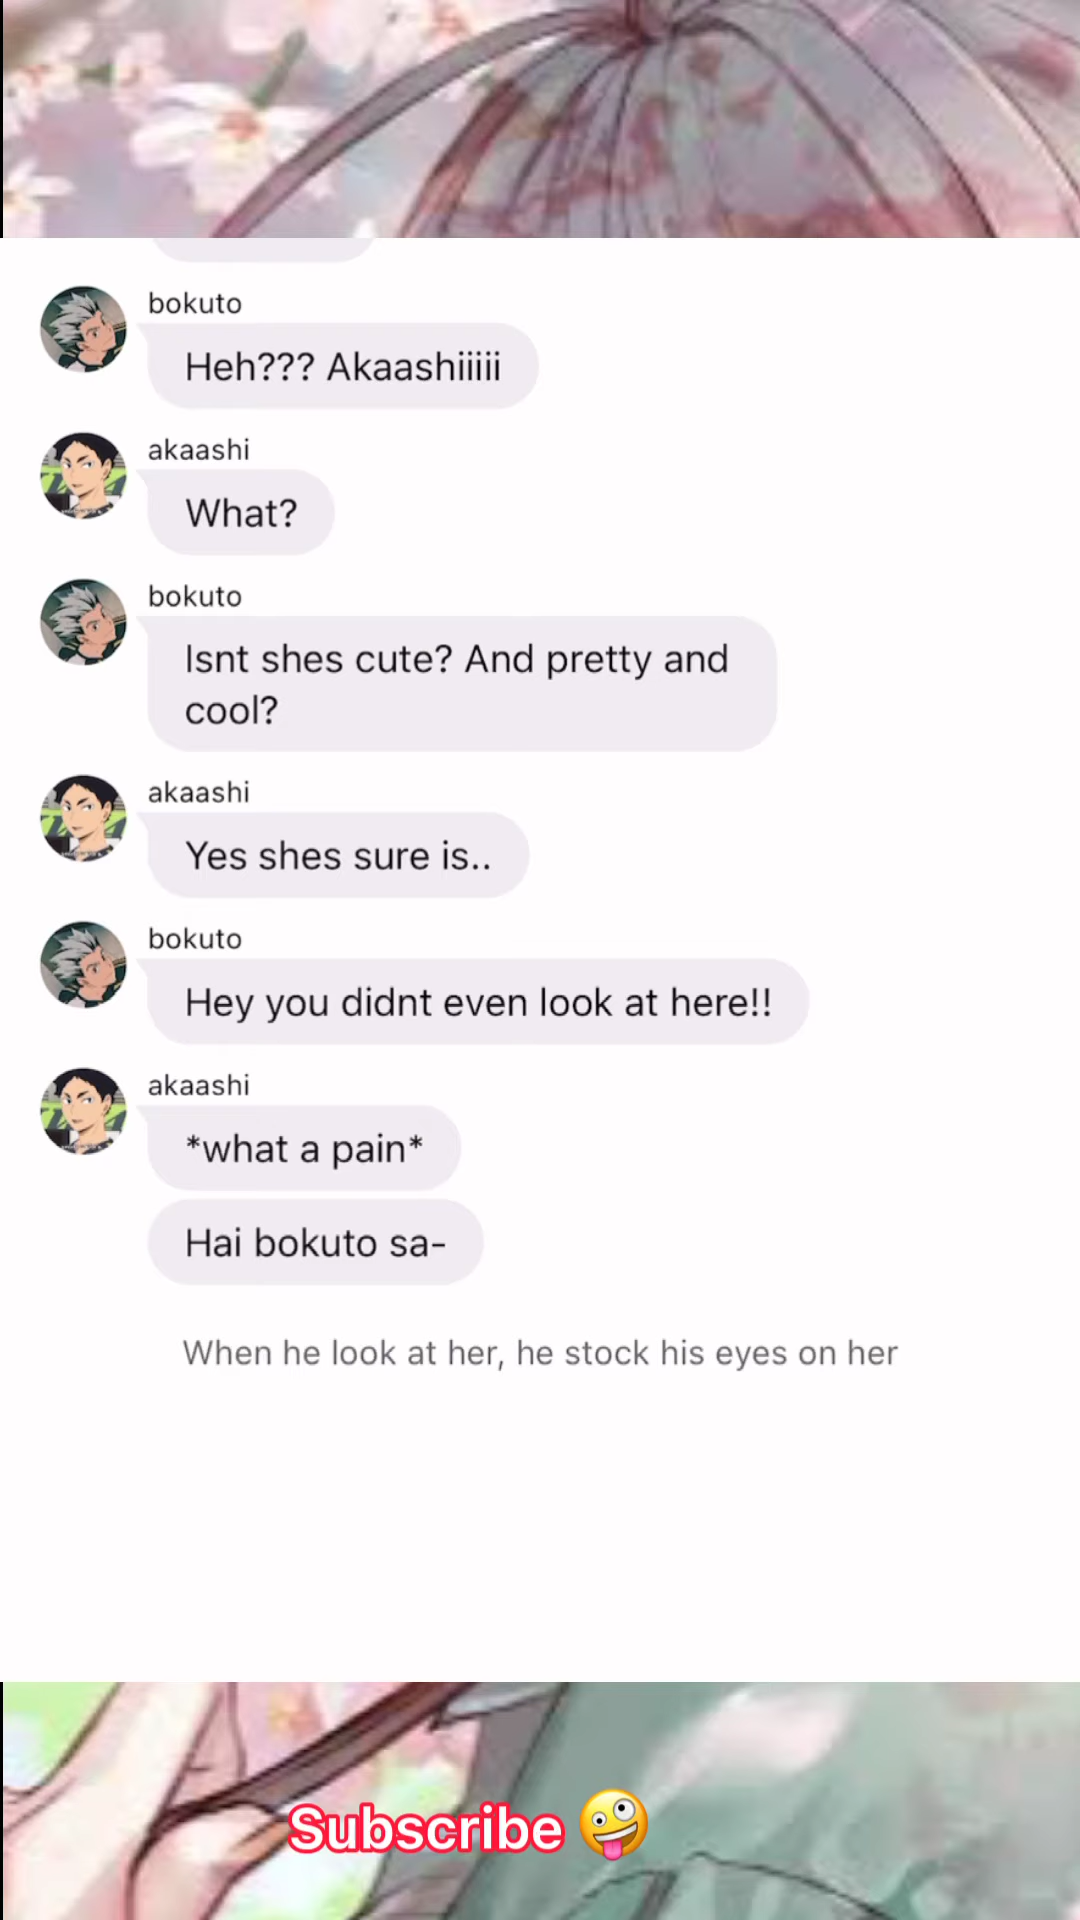 bokuto
Heh??? Akaashiiiii
akaashi
What?
bokuto
Isnt shes cute? And pretty and
cool?
akaashi
Yes shes sure is..
bokuto
Hey you didnt even look at here!!
akaashi
*what a pain*
Hai bokuto sa-
When he look at her, he stock his eyes on her
Subscribe 🤪